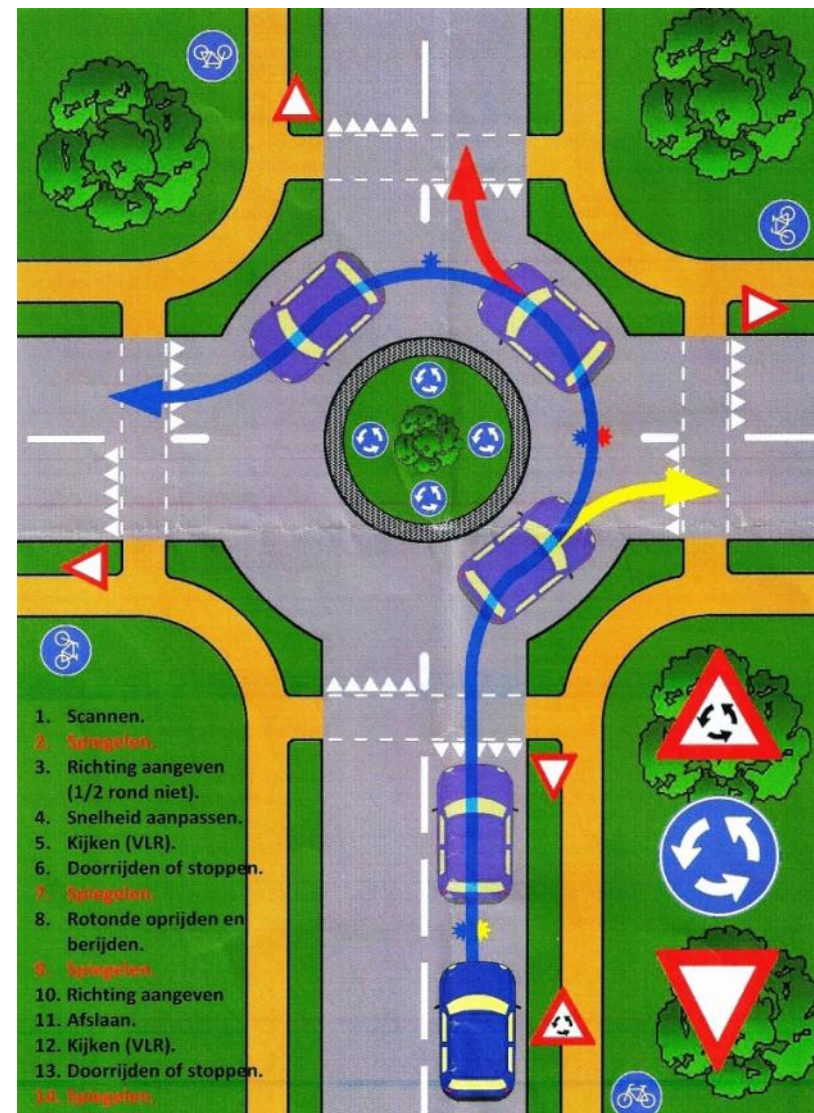 1. Scannen.
2. Spiegelen.
3. Richting aangeven
(1/2 rond niet).
4. Snelheid aanpassen.
5. Kijken (VLR).
6. Doorrijden of stoppen.
7. Spiegelen.
8. Rotonde oprijden en
berijden.
9. Spiegelen.
10. Richting aangeven
11. Afslaan.
12. Kijken (VLR).
13. Doorrijden of stoppen.
14. Spiegelen.